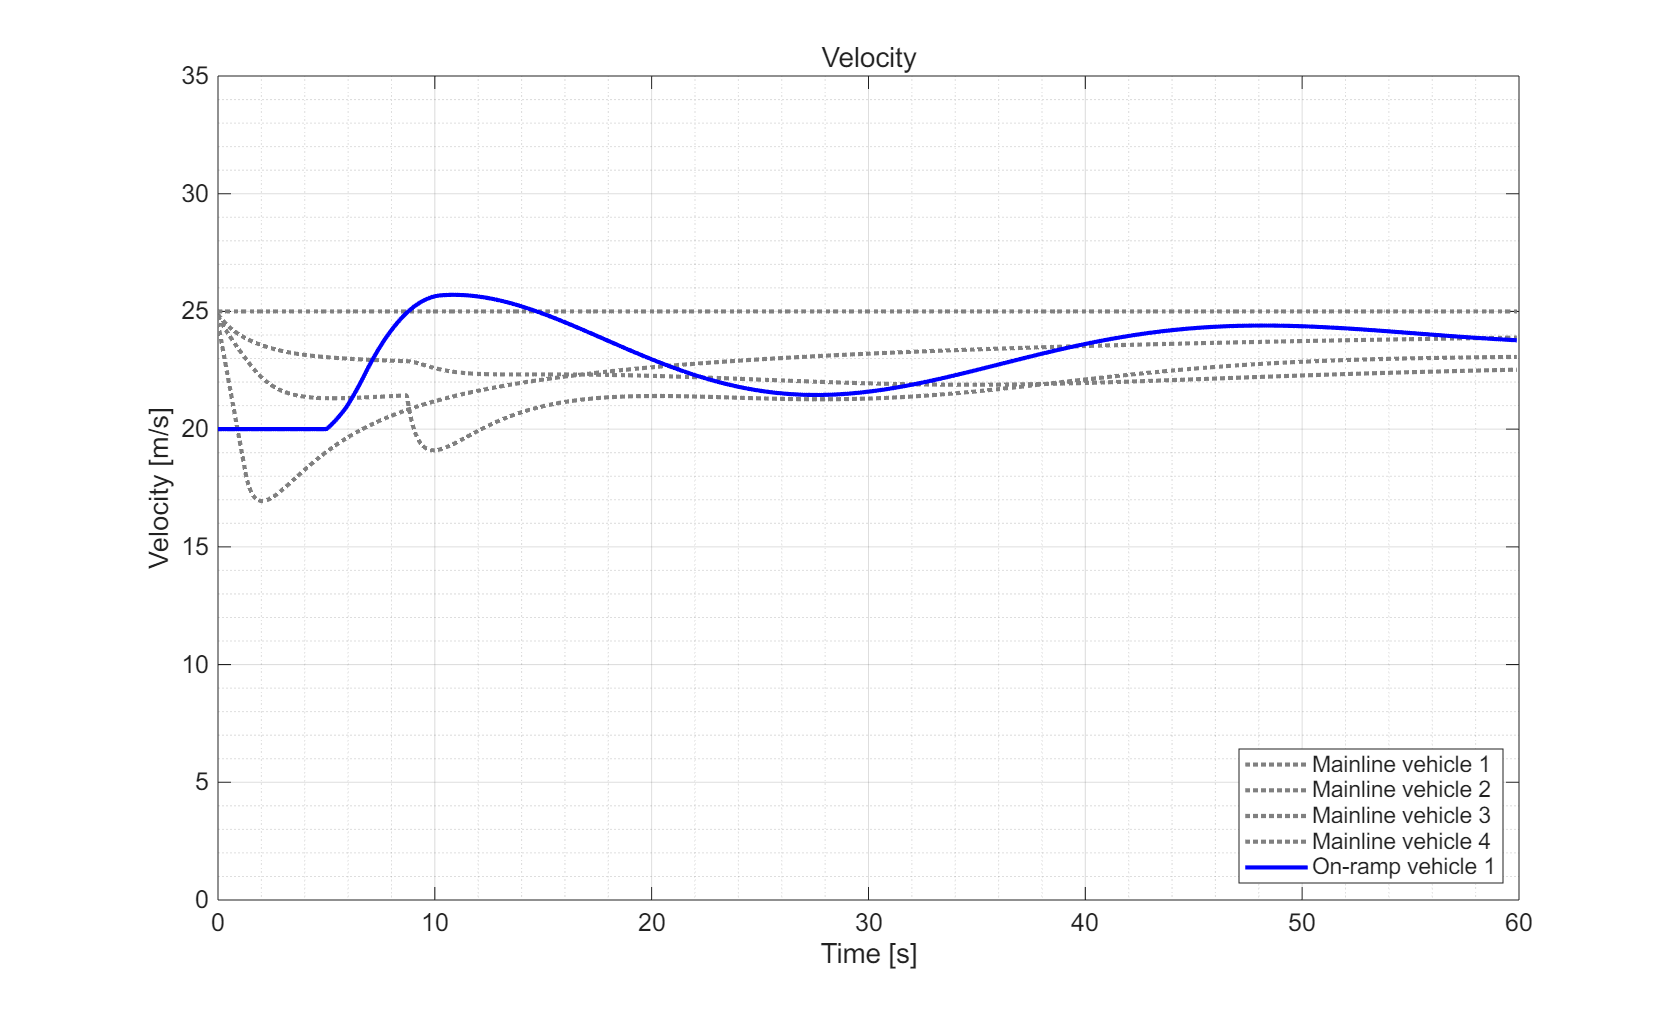 Velocity
35
30
25
20
15
10
5
0
Velocity [m/s]
0 10 20 30 40 50 60
Time [s]
Mainline vehicle 1
Mainline vehicle 2
Mainline vehicle 3
Mainline vehicle 4
On-ramp vehicle 1